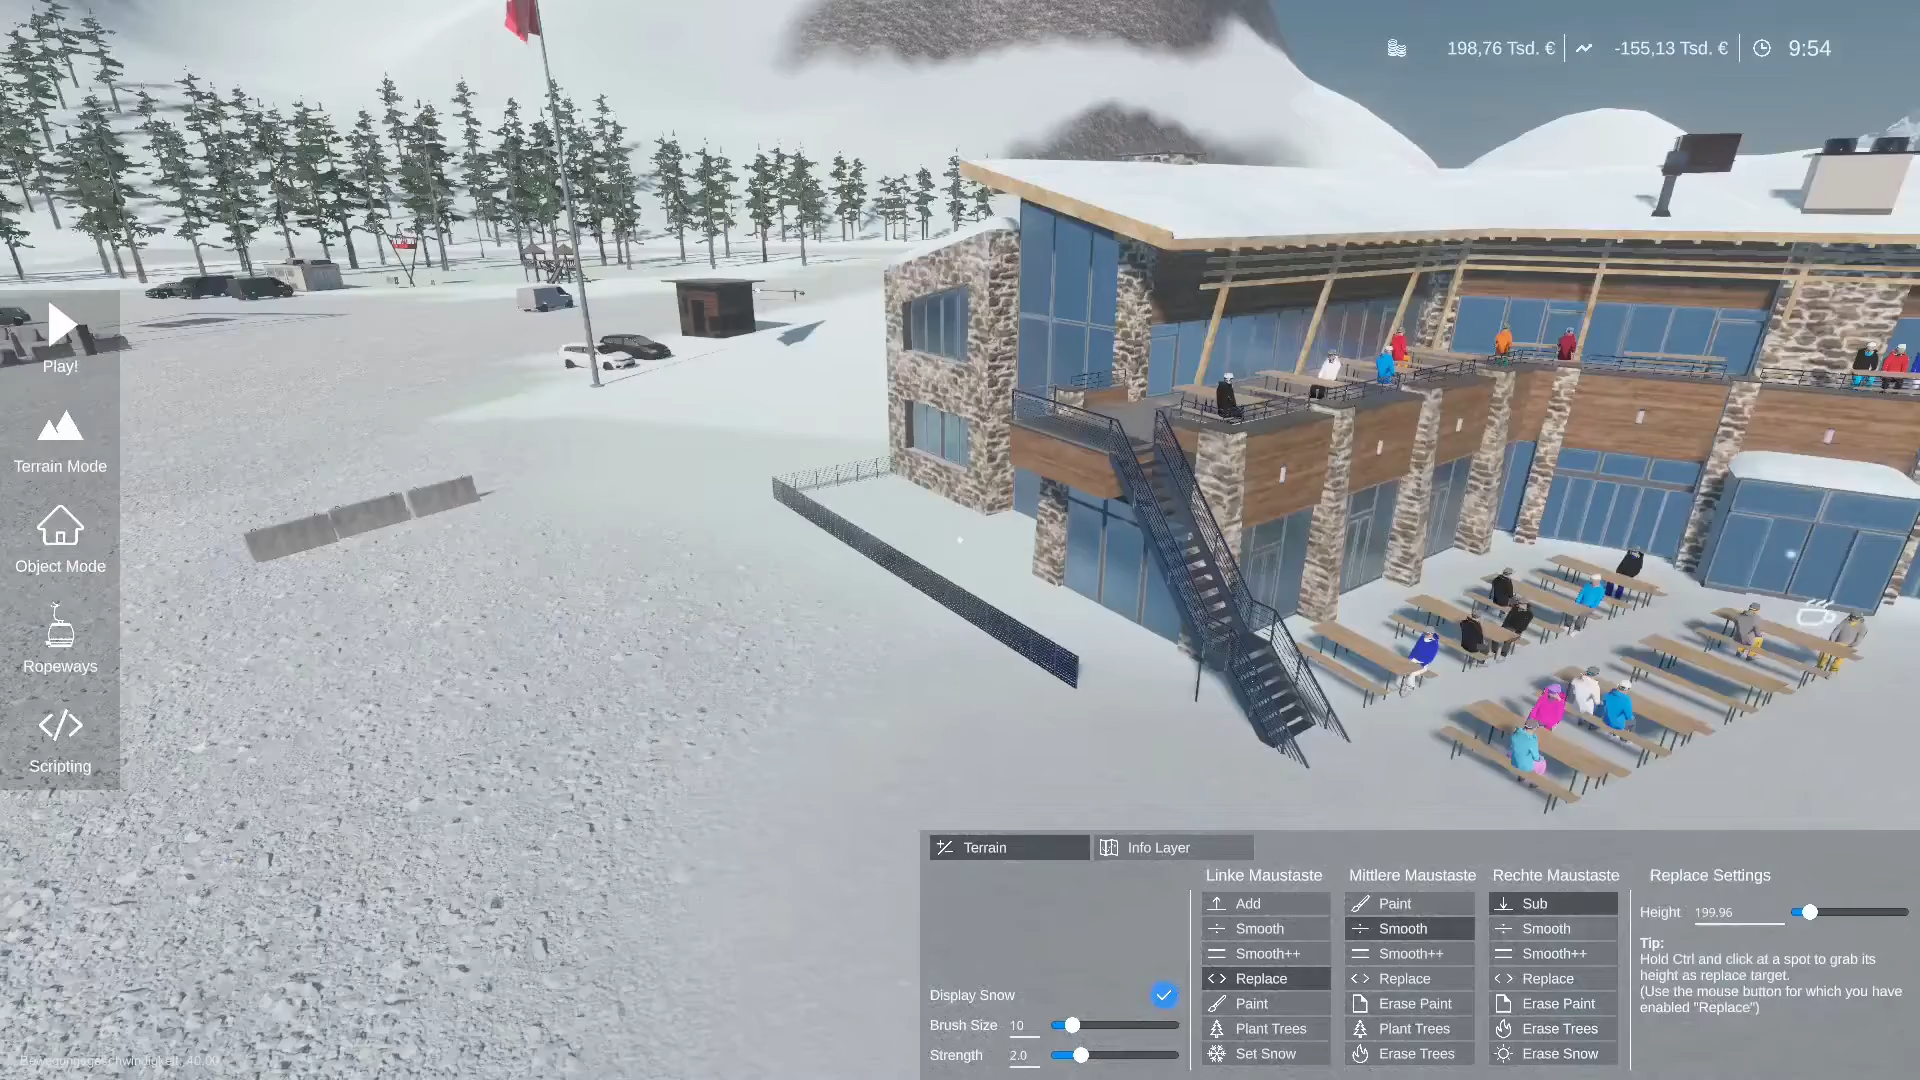 198,76 Tsd. €
-155,13 Tsd. €
9:54
Play!
Terrain Mode
Object Mode
Ropeways
Scripting
Bewegungsgeschwindigkeit: 40.00
Terrain
Info Layer
Display Snow
Brush Size 10
Strength 2.0
Linke Maustaste
Add
Smooth
Smooth++
Replace
Paint
Plant Trees
Set Snow
Mittlere Maustaste
Paint
Smooth
Smooth++
Replace
Erase Paint
Plant Trees
Erase Trees
Rechte Maustaste
Sub
Smooth
Smooth++
Replace
Erase Paint
Erase Trees
Erase Snow
Replace Settings
Height 199.96
Tip:
Hold Ctrl and click at a spot to grab its
height as replace target.
(Use the mouse button for which you have
enabled "Replace")